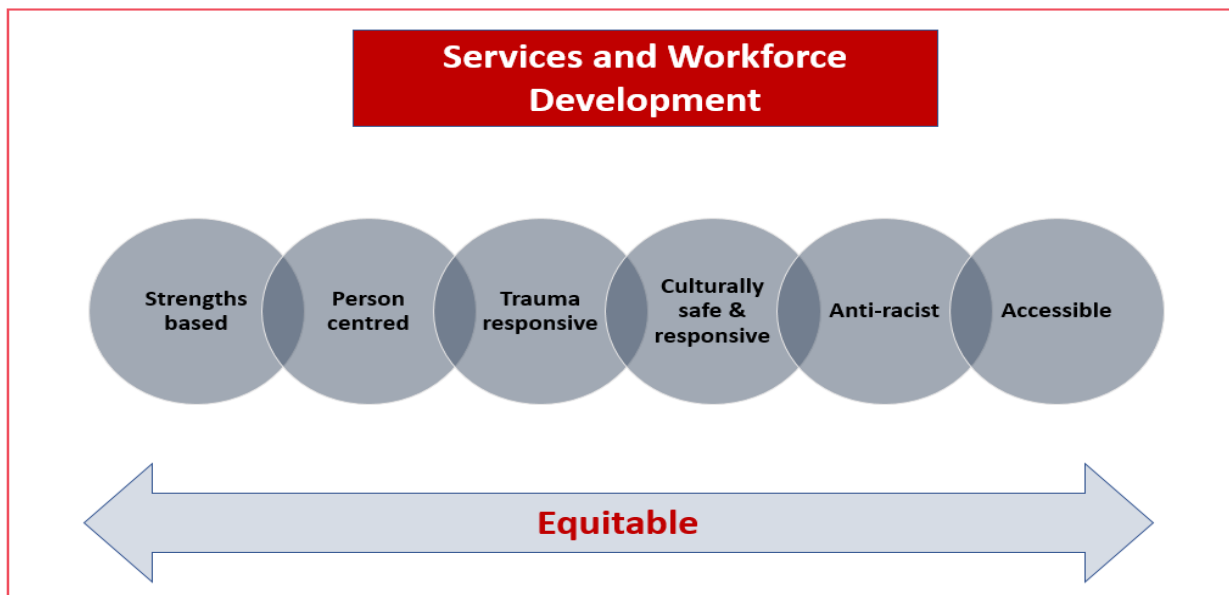 Services and Workforce
Development
Strengths
based
Person
centred
Trauma
responsive
Culturally
safe &
responsive
Anti-racist
Accessible
Equitable